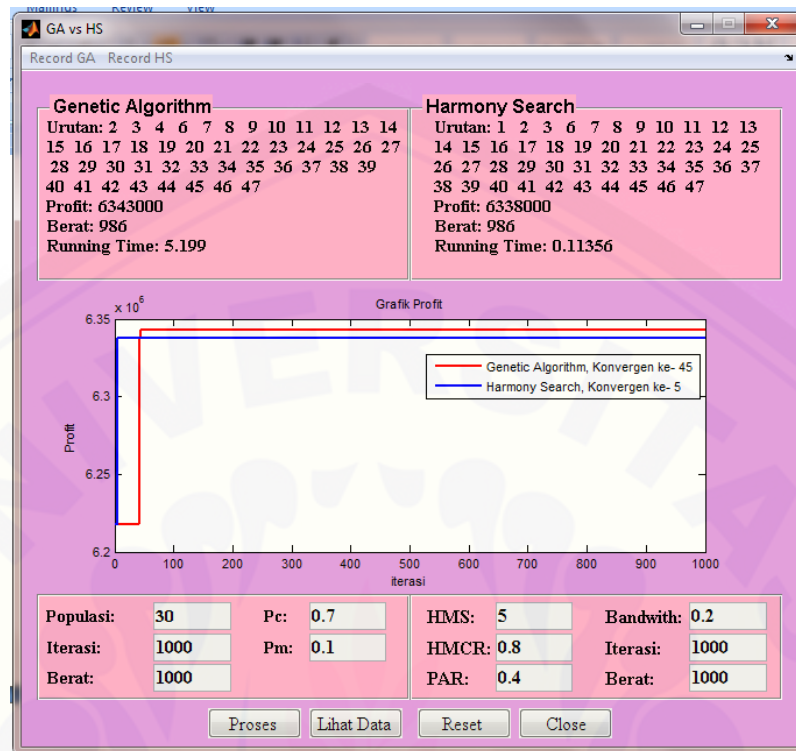 Mailings Review View
GA vs HS
Record GA Record HS
Genetic Algorithm
Urutan: 2 3 4 6 7 8 9 10 11 12 13 14
15 16 17 18 19 20 21 22 23 24 25 26 27
28 29 30 31 32 33 34 35 36 37 38 39
40 41 42 43 44 45 46 47
Profit: 6343000
Berat: 986
Running Time: 5.199
Harmony Search
Urutan: 1 2 3 6 7 8 9 10 11 12 13
14 15 16 17 18 19 20 21 22 23 24 25
26 27 28 29 30 31 32 33 34 35 36 37
38 39 40 41 42 43 44 45 46 47
Profit: 6338000
Berat: 986
Running Time: 0.11356
x 10^6
Grafik Profit
6.35
6.3
6.25
6.2
Profit
Genetic Algorithm, Konvergen ke- 45
Harmony Search, Konvergen ke- 5
0 100 200 300 400 500 600 700 800 900 1000
iterasi
Populasi: 30 Pc: 0.7
Iterasi: 1000 Pm: 0.1
Berat: 1000
HMS: 5 Bandwith: 0.2
HMCR: 0.8 Iterasi: 1000
PAR: 0.4 Berat: 1000
Proses Lihat Data Reset Close
UNIVERSITAS